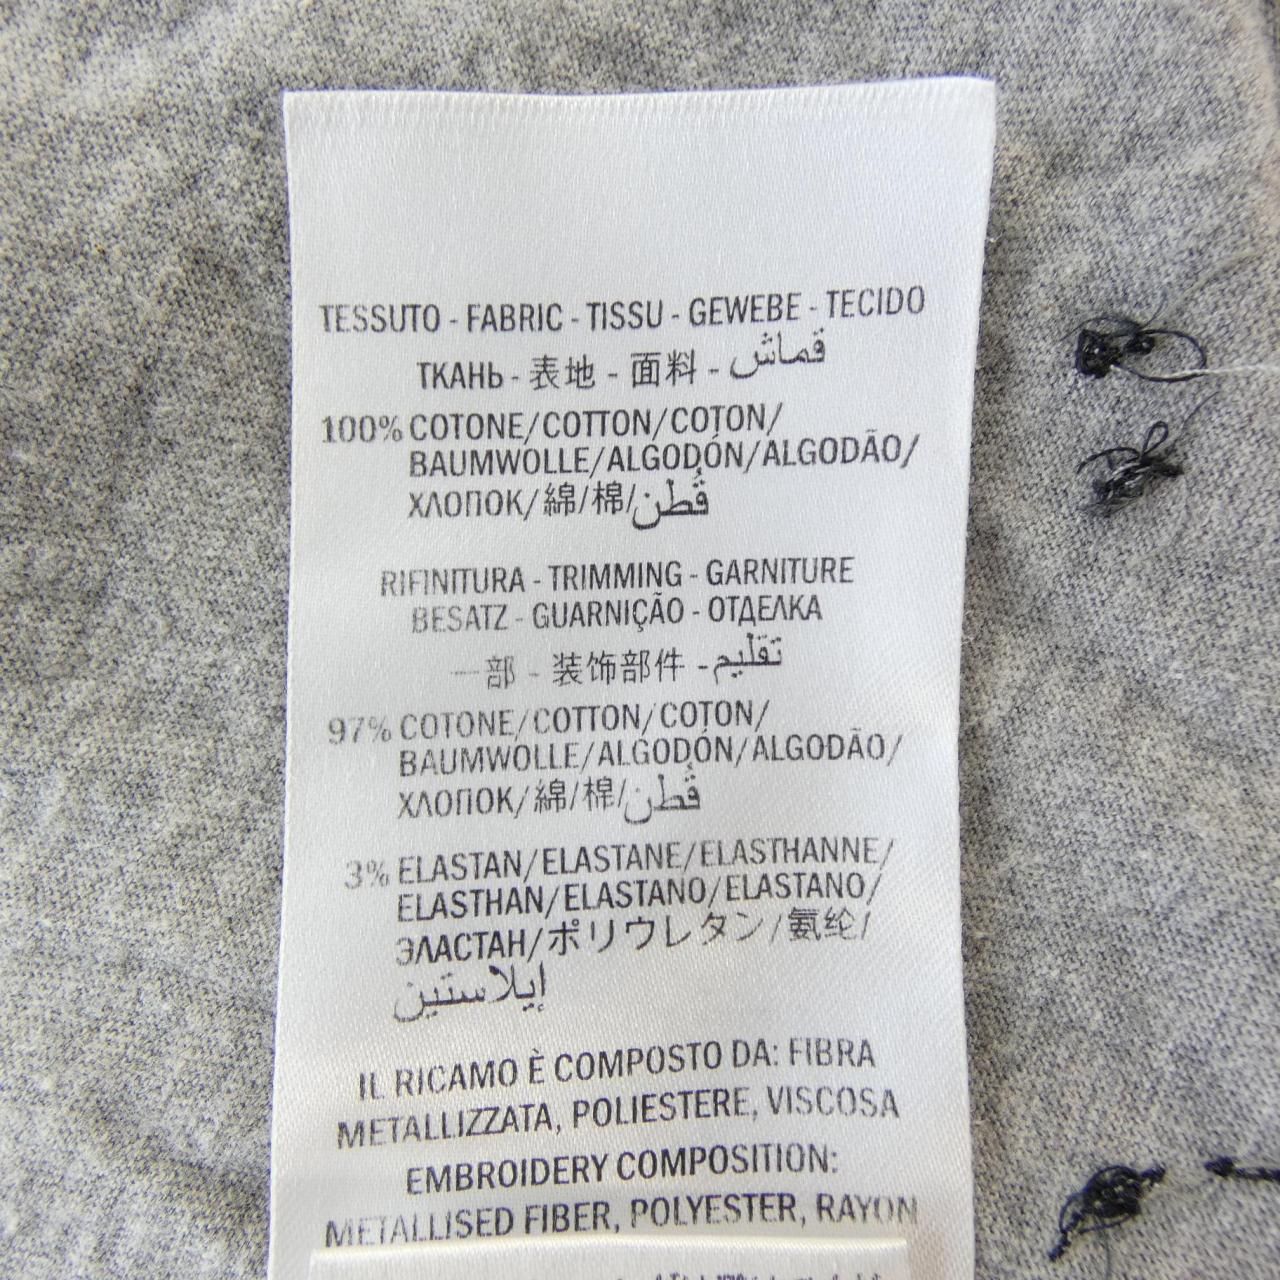 TESSUTO - FABRIC - TISSU - GEWEBE - TECIDO
ТКАНЬ - 表地 - 面料 - قماش
100% COTONE/COTTON/COTON/
BAUMWOLLE/ALGODÓN/ALGODÃO/
ХЛОПОК/綿/棉/قُطن
RIFINITURA - TRIMMING - GARNITURE
BESATZ - GUARNIÇÃO - ОТДЕЛКА
一部 - 装饰部件 - تقليم
97% COTONE/COTTON/COTON/
BAUMWOLLE/ALGODÓN/ALGODÃO/
ХЛОПОК/綿/棉/قُطن
3% ELASTAN/ELASTANE/ELASTHANNE/
ELASTHAN/ELASTANO/ELASTANO/
ЭЛАСТАН/ポリウレタン/氨纶/
إيلاستين
IL RICAMO È COMPOSTO DA: FIBRA
METALLIZZATA, POLIESTERE, VISCOSA
EMBROIDERY COMPOSITION:
METALLISED FIBER, POLYESTER, RAYON